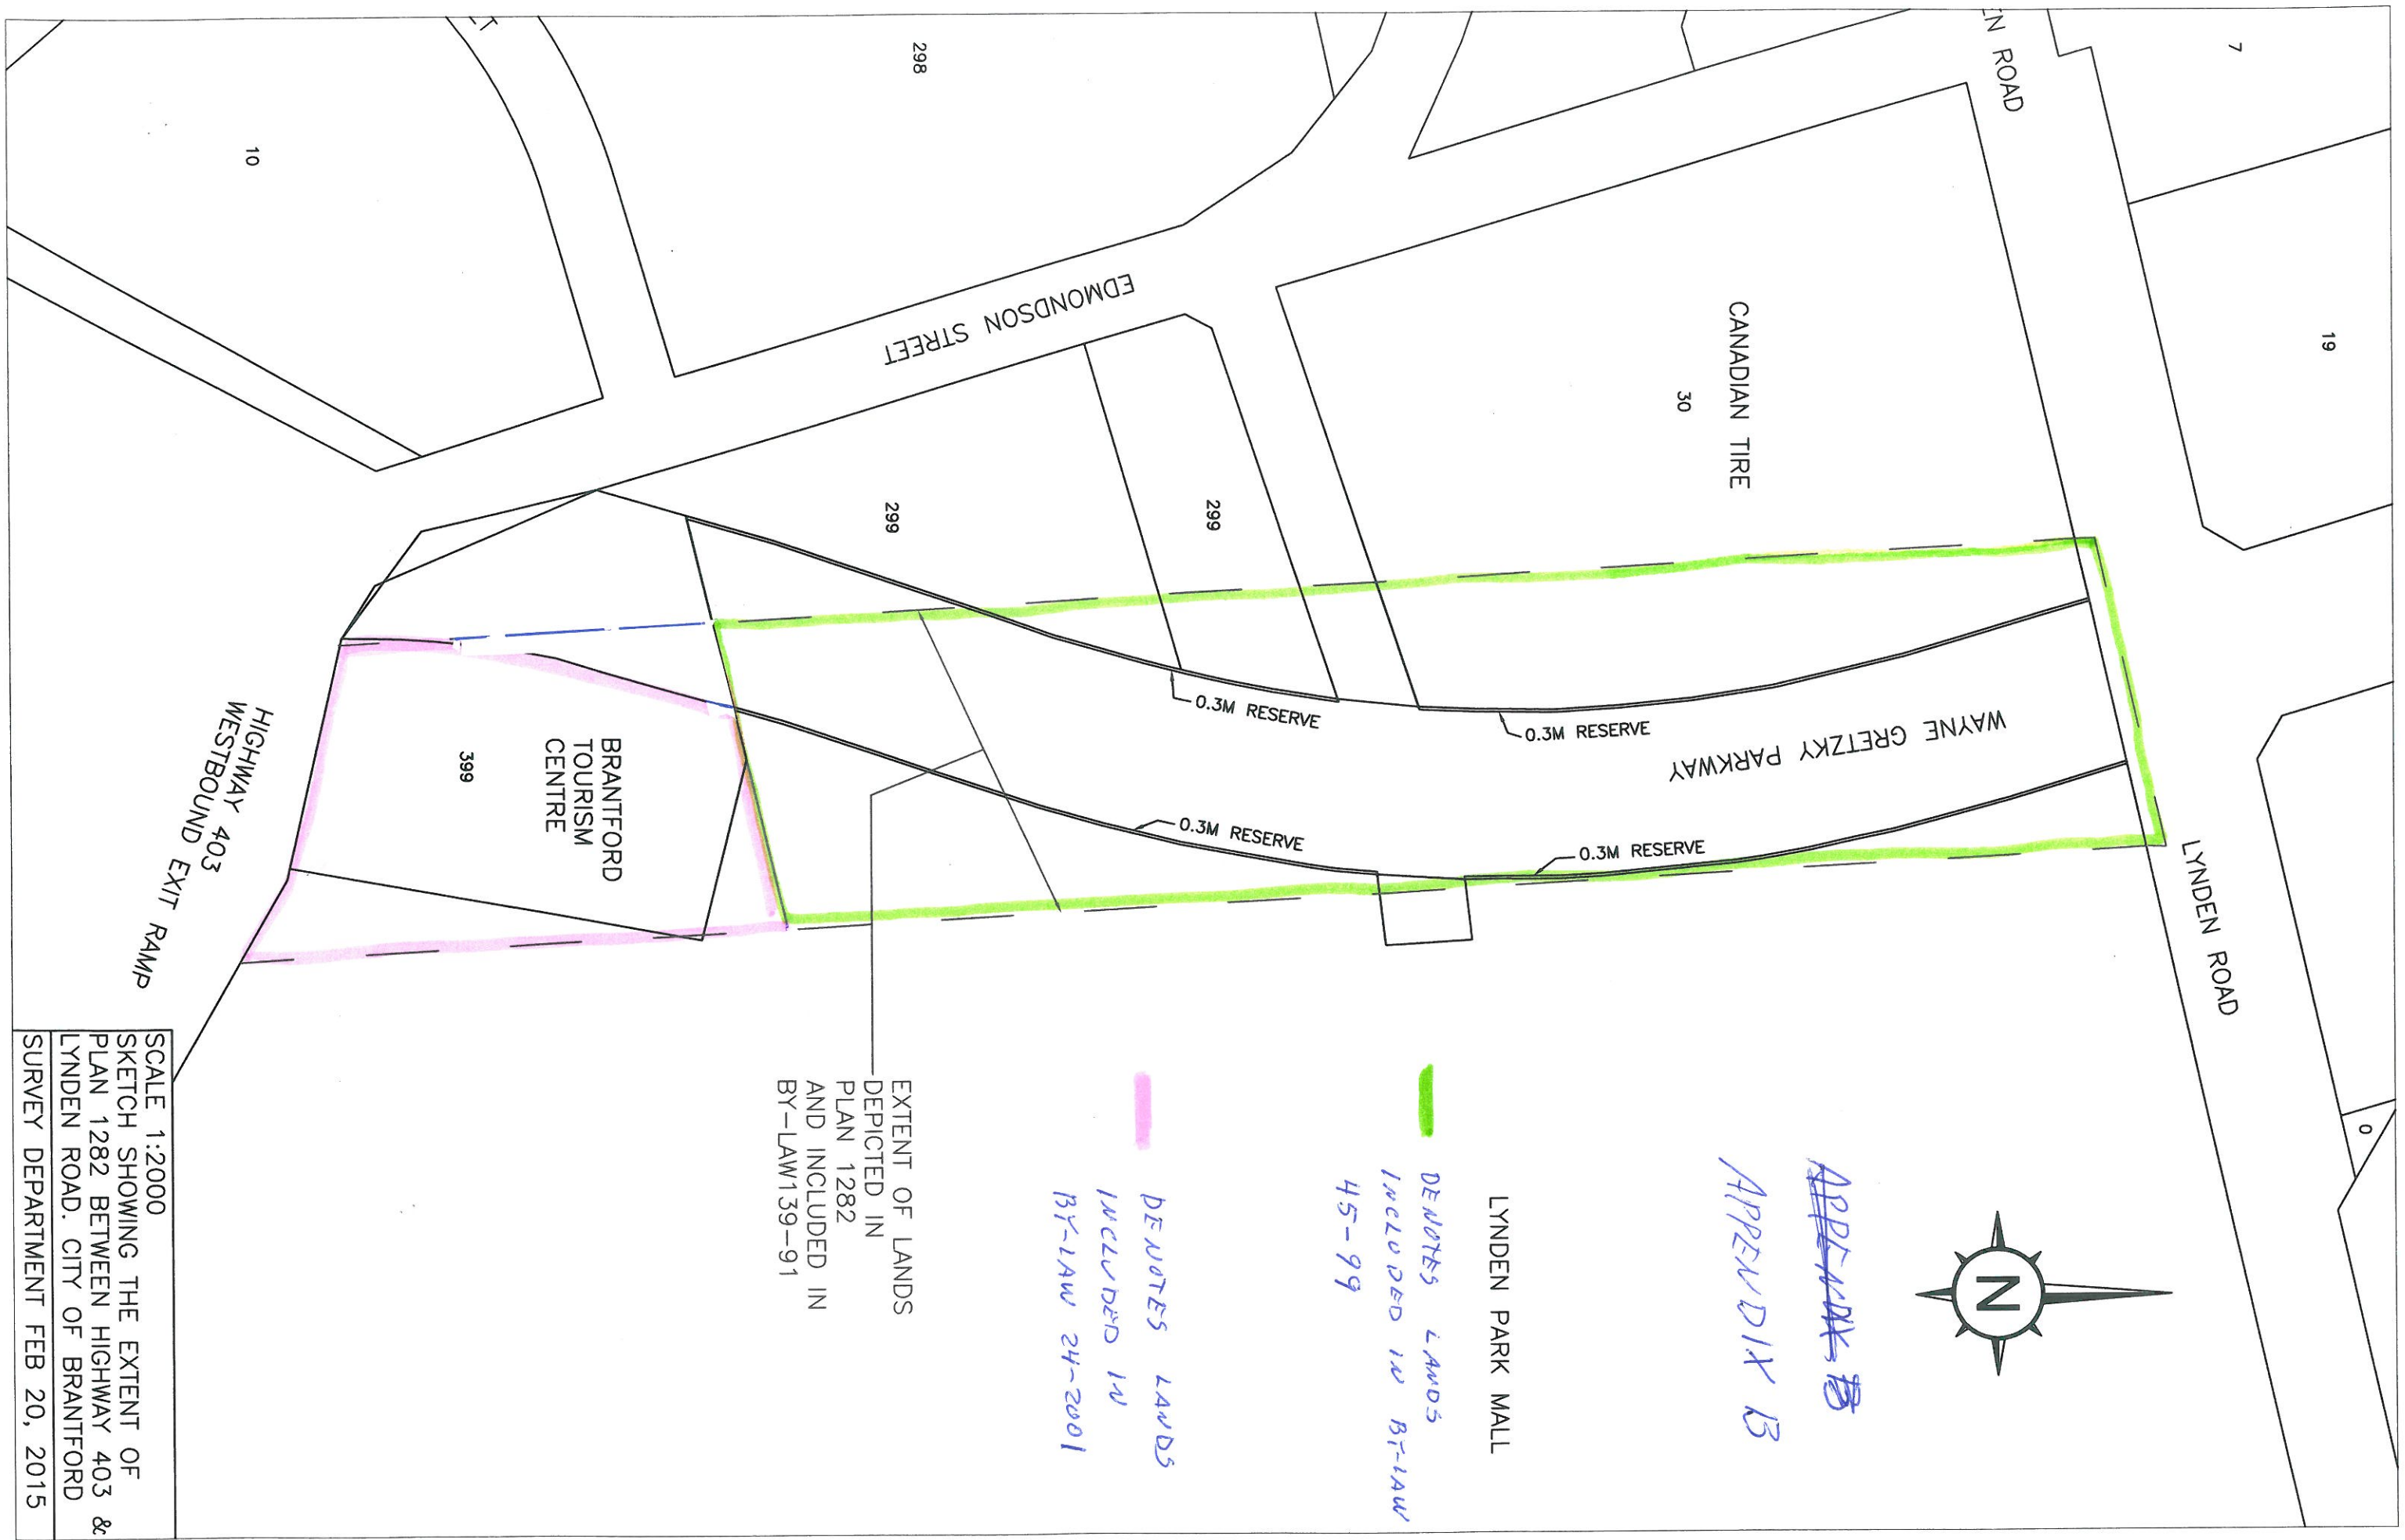 7
19
EN ROAD
298
10
EDMONDSON STREET
CANADIAN TIRE
30
299
299
0.3M RESERVE
0.3M RESERVE
WAYNE GRETZKY PARKWAY
0.3M RESERVE
0.3M RESERVE
LYNDEN ROAD
BRANTFORD
TOURISM
CENTRE
399
HIGHWAY 403
WESTBOUND EXIT RAMP
0
APPENDIX B
APPENDIX B
N
LYNDEN PARK MALL
DENOTES LANDS
INCLUDED IN BY-LAW
45-99
DENOTES LANDS
INCLUDED IN
BY-LAW 24-2001
EXTENT OF LANDS
DEPICTED IN
PLAN 1282
AND INCLUDED IN
BY-LAW139-91
SCALE 1:2000
SKETCH SHOWING THE EXTENT OF
PLAN 1282 BETWEEN HIGHWAY 403 &
LYNDEN ROAD. CITY OF BRANTFORD
SURVEY DEPARTMENT FEB 20, 2015